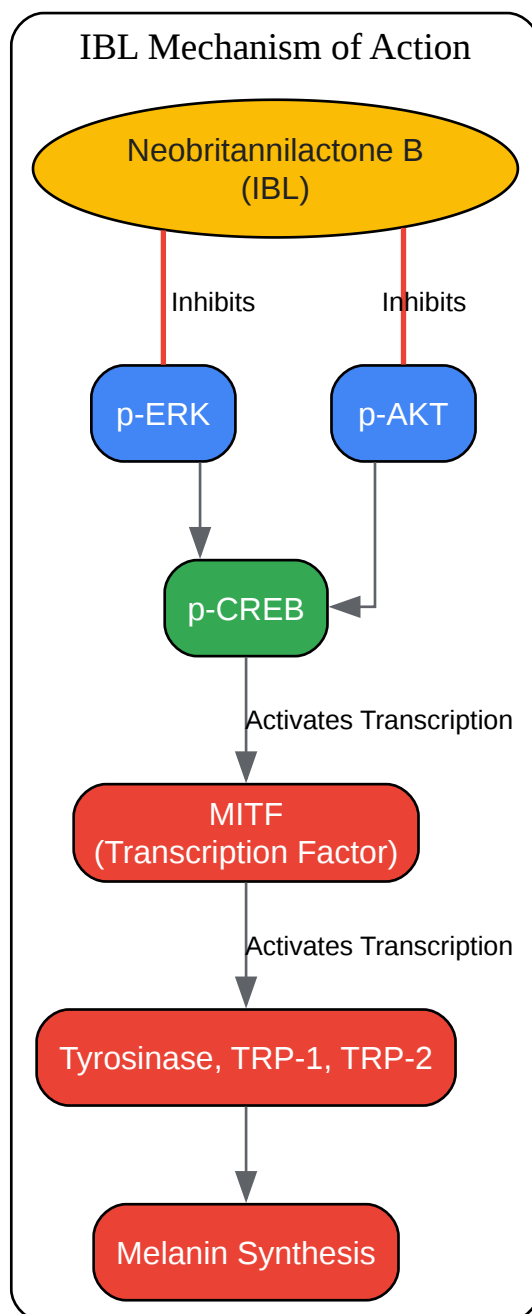 IBL Mechanism of Action
Neobritannilactone B
(IBL)
Inhibits
Inhibits
p-ERK
p-AKT
p-CREB
Activates Transcription
MITF
(Transcription Factor)
Activates Transcription
Tyrosinase, TRP-1, TRP-2
Melanin Synthesis